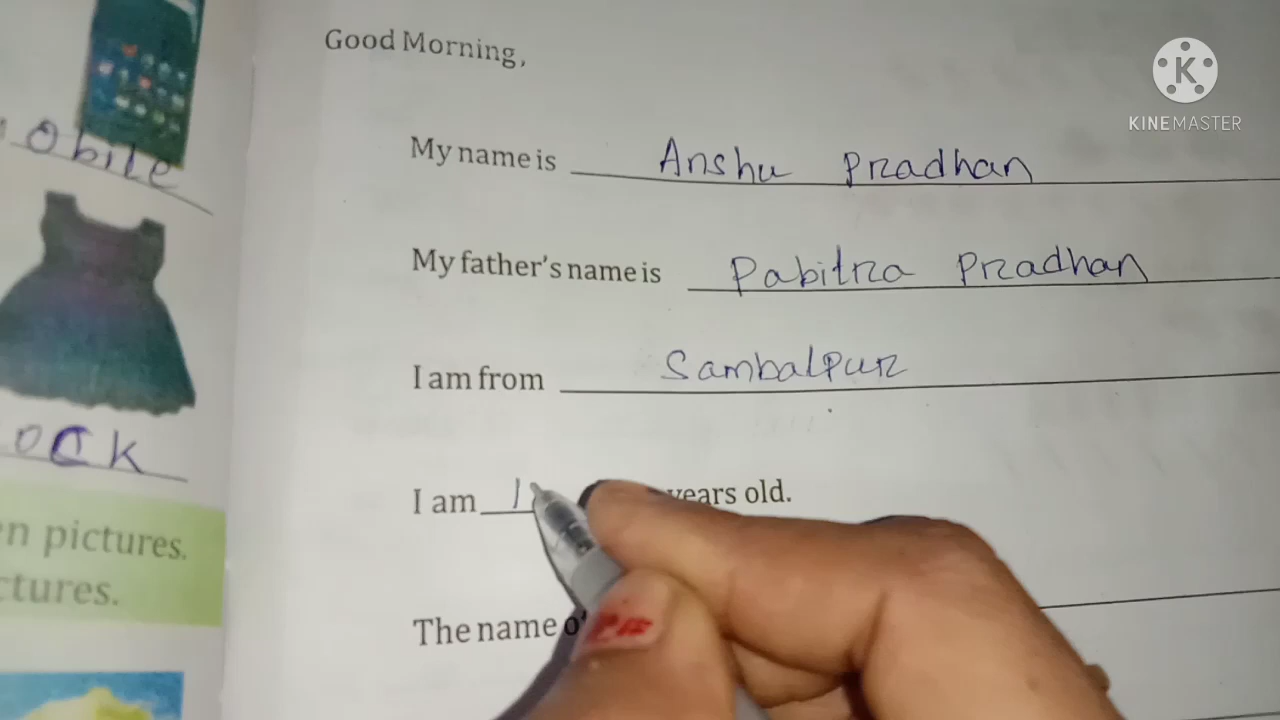 Good Morning,
KINEMASTER
My name is Anshu Pradhan
obile
My father's name is Pabitra Pradhan
I am from Sambalpur
ock
I am 1 years old.
en pictures.
ctures.
The name o